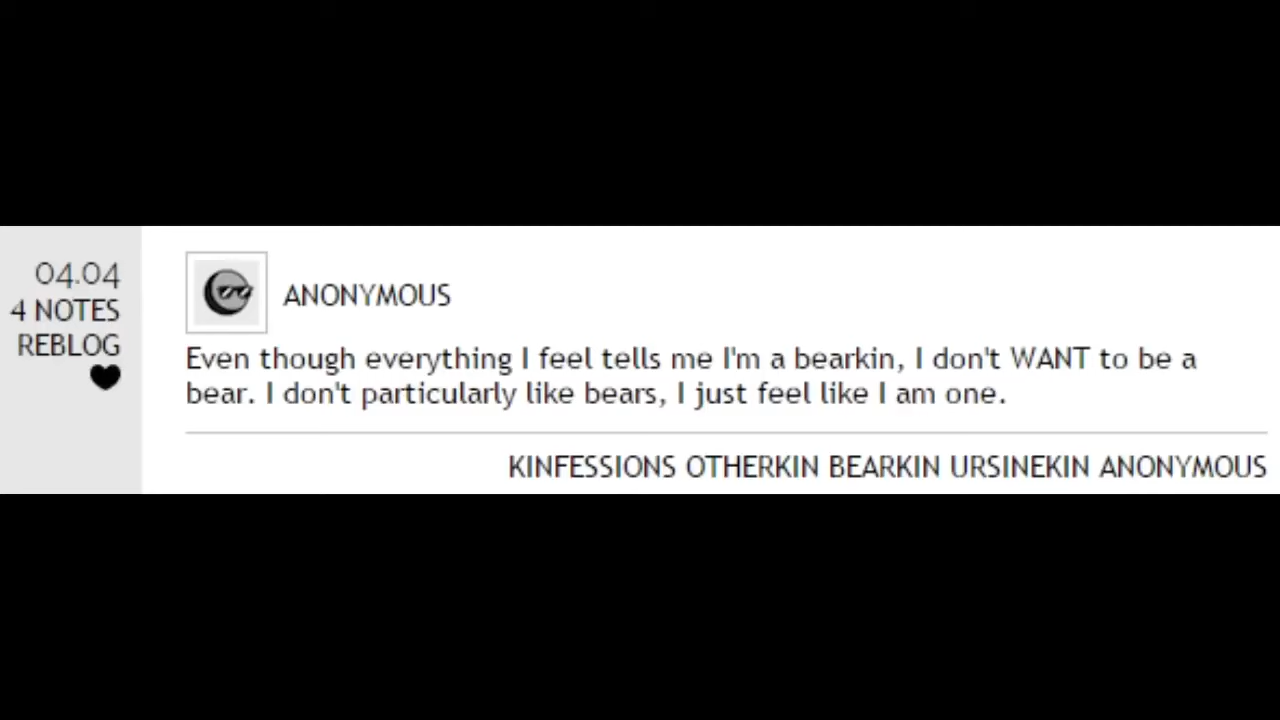 04.04
4 NOTES
REBLOG
ANONYMOUS
Even though everything I feel tells me I'm a bearkin, I don't WANT to be a
bear. I don't particularly like bears, I just feel like I am one.
KINFESSIONS OTHERKIN BEARKIN URSINEKIN ANONYMOUS